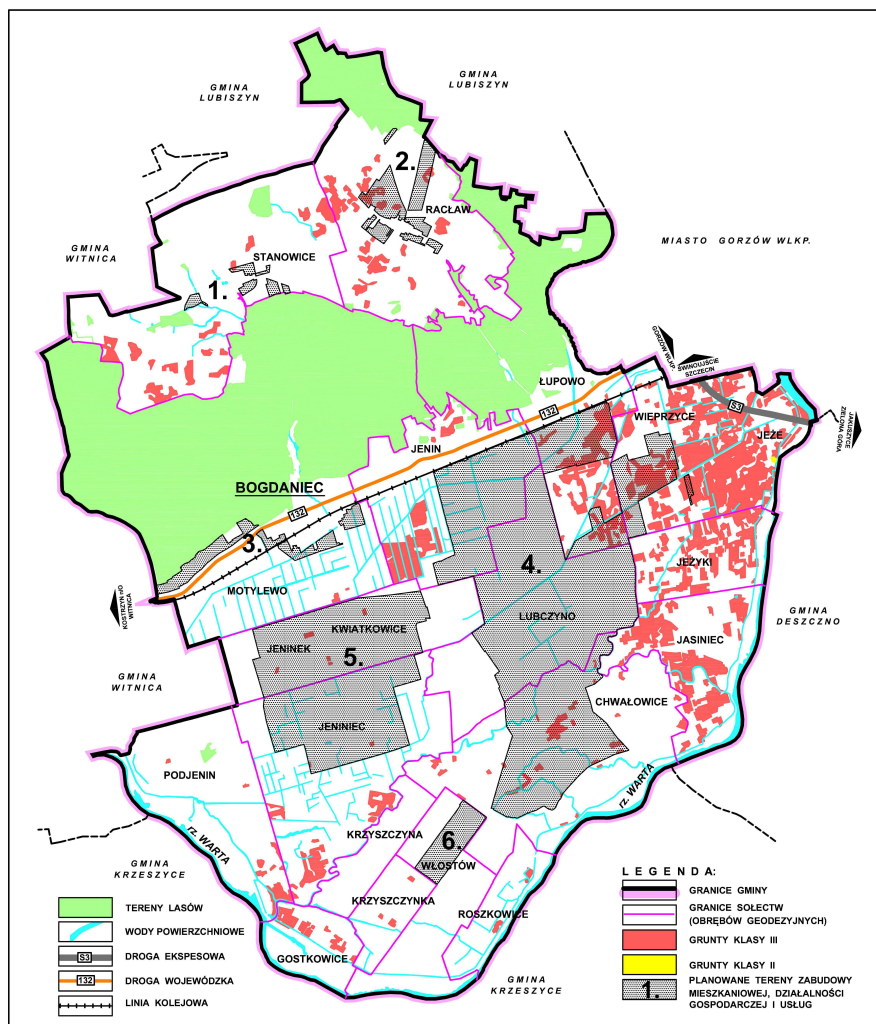 GMINA
LUBISZYN
GMINA
LUBISZYN
2.
RACŁAW
GMINA
WITNICA
STANOWICE
1.
MIASTO GORZÓW WLKP.
GORZÓW WLKP.
ŚWINOUJŚCIE
SZCZECIN
ŁUPOWO
132
WIEPRZYCE
S3
JEŻE
JAKUSZYCE
ZIELONA GÓRA
JENIN
BOGDANIEC
132
3.
4.
JEŻYKI
MOTYLEWO
KOSTRZYN n/O
WITNICA
LUBCZYNO
GMINA
DESZCZNO
KWIATKOWICE
JENINEK
5.
JASINIEC
GMINA
WITNICA
CHWAŁOWICE
JENINIEC
PODJENIN
rz. WARTA
rz. WARTA
KRZYSZCZYNA
6.
WŁOSTÓW
GMINA
KRZESZYCE
KRZYSZCZYNKA
ROSZKOWICE
GOSTKOWICE
GMINA
KRZESZYCE
TERENY LASÓW
WODY POWIERZCHNIOWE
S3
DROGA EKSPESOWA
132
DROGA WOJEWÓDZKA
LINIA KOLEJOWA
LEGENDA:
GRANICE GMINY
GRANICE SOŁECTW
(OBRĘBÓW GEODEZYJNYCH)
GRUNTY KLASY III
GRUNTY KLASY II
1.
PLANOWANE TERENY ZABUDOWY
MIESZKANIOWEJ, DZIAŁALNOŚCI
GOSPODARCZEJ I USŁUG